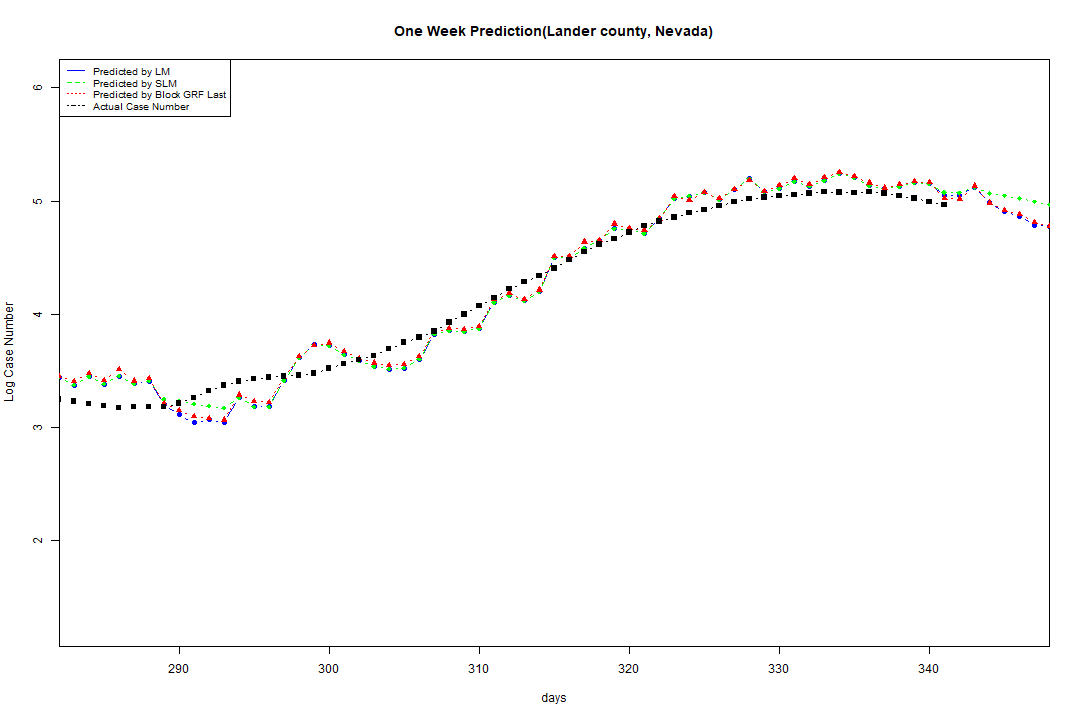 One Week Prediction(Lander county, Nevada)
Predicted by LM
Predicted by SLM
Predicted by Block GRF Last
Actual Case Number
6
5
4
3
2
Log Case Number
290 300 310 320 330 340
days